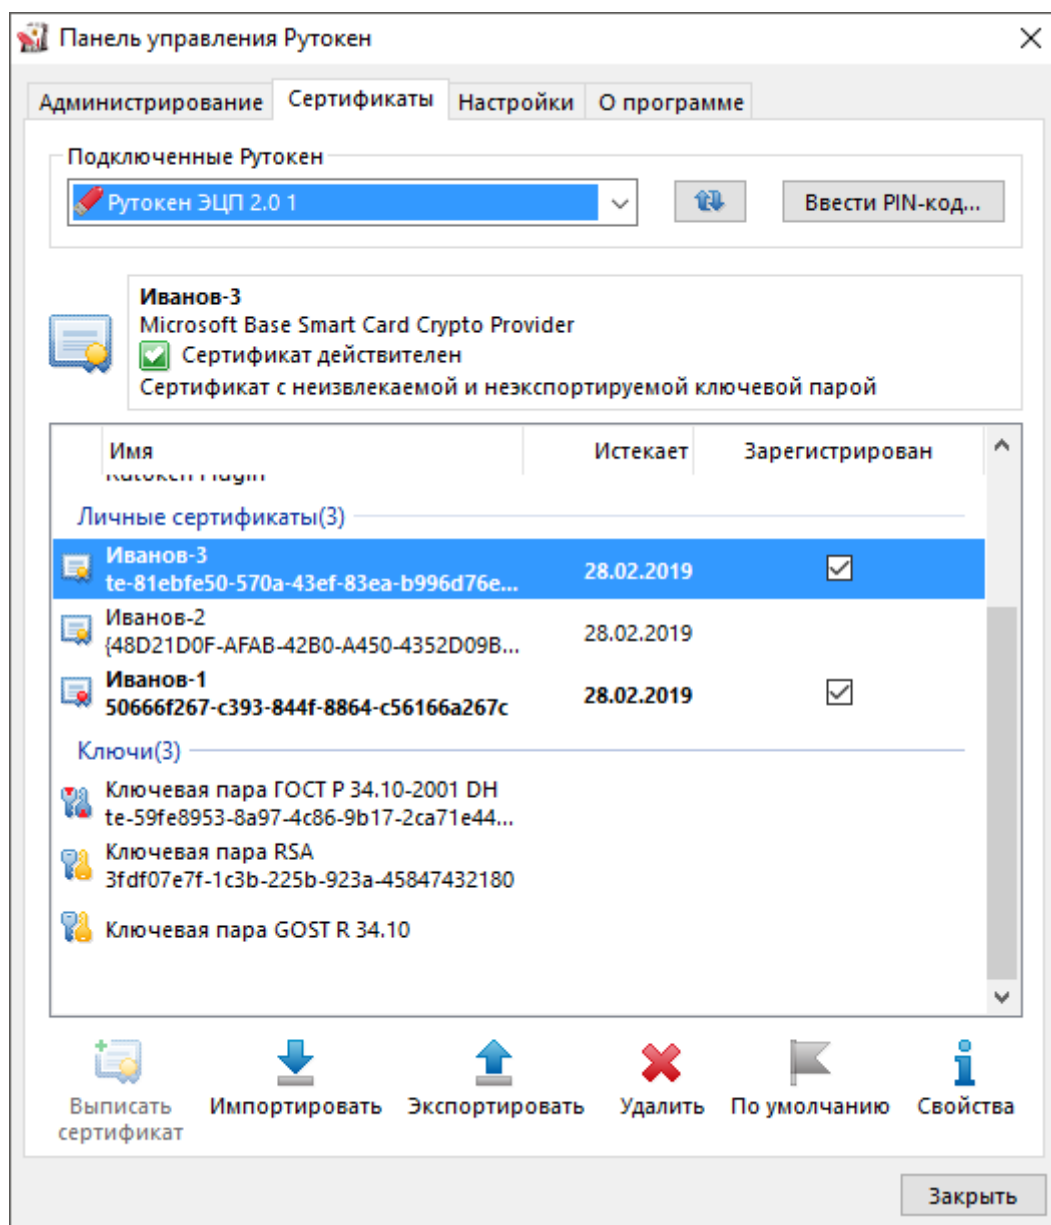 Панель управления Рутокен
Администрирование Сертификаты Настройки О программе
Подключенные Рутокен
Рутокен ЭЦП 2.0 1
Ввести PIN-код...
Иванов-3
Microsoft Base Smart Card Crypto Provider
Сертификат действителен
Сертификат с неизвлекаемой и неэкспортируемой ключевой парой
Имя Истекает Зарегистрирован
Rutoken Plugin
Личные сертификаты(3)
Иванов-3
te-81ebfe50-570a-43ef-83ea-b996d76e... 28.02.2019
Иванов-2
{48D21D0F-AFAB-42B0-A450-4352D09B... 28.02.2019
Иванов-1
50666f267-c393-844f-8864-c56166a267c 28.02.2019
Ключи(3)
Ключевая пара ГОСТ Р 34.10-2001 DH
te-59fe8953-8a97-4c86-9b17-2ca71e44...
Ключевая пара RSA
3fdf07e7f-1c3b-225b-923a-45847432180
Ключевая пара GOST R 34.10
Выписать сертификат
Импортировать
Экспортировать
Удалить
По умолчанию
Свойства
Закрыть